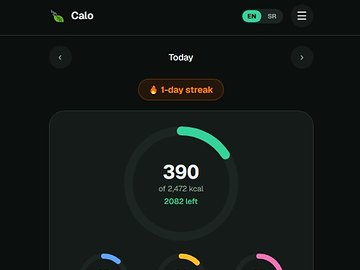 Calo
EN SR
Today
1-day streak
390
of 2,472 kcal
2082 left